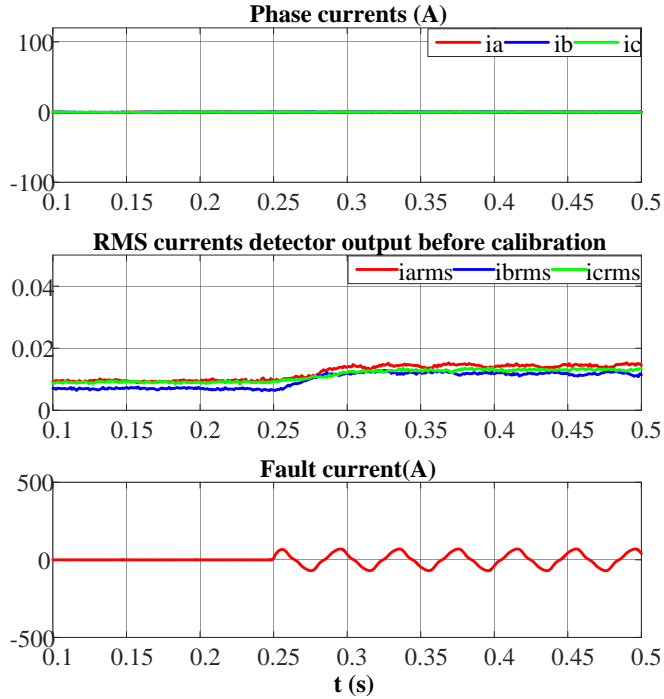 Phase currents (A)
100
0
-100
ia ib ic
0.1 0.15 0.2 0.25 0.3 0.35 0.4 0.45 0.5
RMS currents detector output before calibration
0.04
0.02
0
iarms ibrms icrms
0.1 0.15 0.2 0.25 0.3 0.35 0.4 0.45 0.5
Fault current(A)
500
0
-500
0.1 0.15 0.2 0.25 0.3 0.35 0.4 0.45 0.5
t (s)